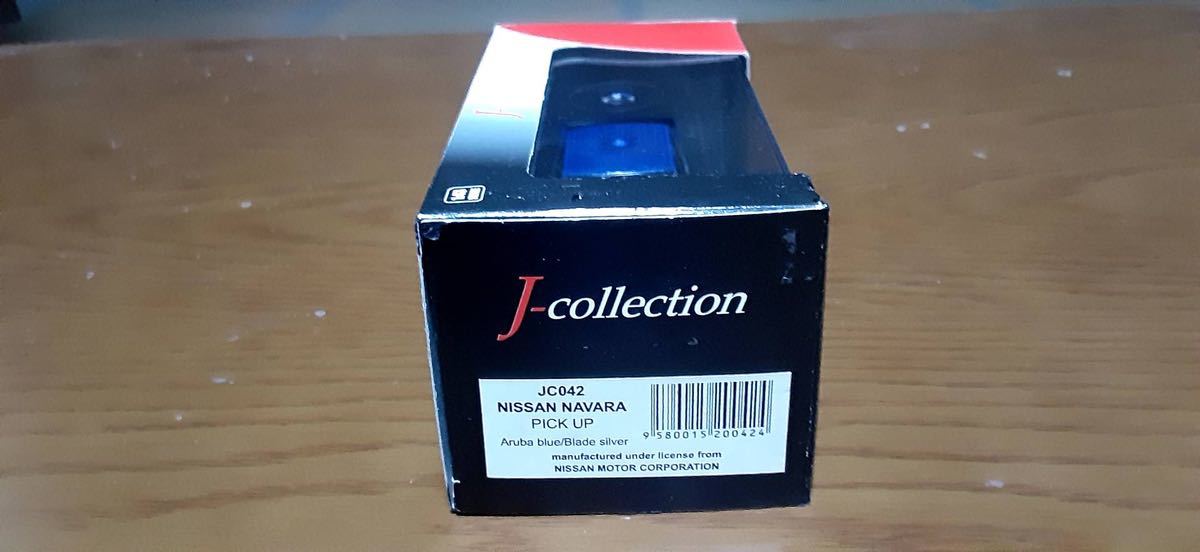 J-collection
JC042
NISSAN NAVARA
PICK UP
Aruba blue/Blade silver
9 580015 200424
manufactured under license from
NISSAN MOTOR CORPORATION